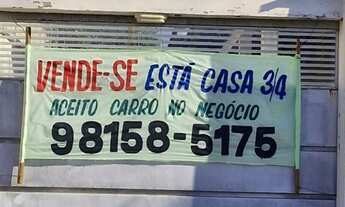 VENDE-SE ESTÁ CASA 3/4
ACEITO CARRO NO NEGÓCIO
98158-5175